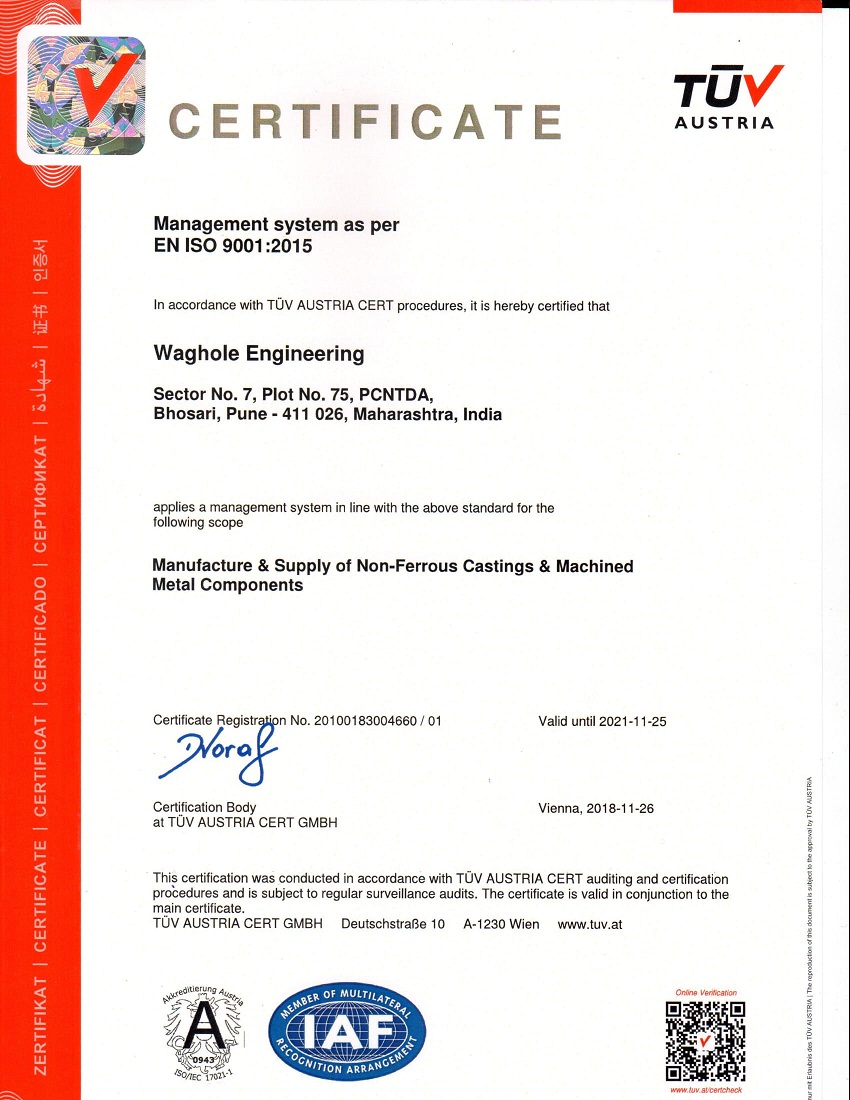 CERTIFICATE
TÜV
AUSTRIA
Management system as per
EN ISO 9001:2015
In accordance with TÜV AUSTRIA CERT procedures, it is hereby certified that
Waghole Engineering
Sector No. 7, Plot No. 75, PCNTDA,
Bhosari, Pune - 411 026, Maharashtra, India
applies a management system in line with the above standard for the
following scope
Manufacture & Supply of Non-Ferrous Castings & Machined
Metal Components
Certificate Registration No. 20100183004660 / 01
Valid until 2021-11-25
Certification Body
at TÜV AUSTRIA CERT GMBH
Vienna, 2018-11-26
This certification was conducted in accordance with TÜV AUSTRIA CERT auditing and certification
procedures and is subject to regular surveillance audits. The certificate is valid in conjunction to the
main certificate.
TÜV AUSTRIA CERT GMBH Deutschstraße 10 A-1230 Wien www.tuv.at
Akkreditierung Austria
A
0943
ISO/IEC 17021-1
MEMBER OF MULTILATERAL
IAF
RECOGNITION ARRANGEMENT
Online Verification
www.tuv.at/certcheck
ZERTIFIKAT | CERTIFICATE | CERTIFICAT | CERTIFICADO | СЕРТИФИКАТ | شهادة | 证书 | 인증서
nur mit Erlaubnis des TÜV AUSTRIA | The reproduction of this document is subject to the approval by TÜV AUSTRIA